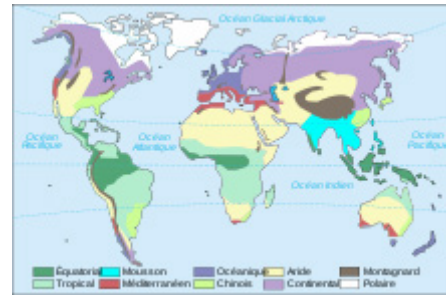 Océan Glacial Arctique
Océan
Pacifique
Océan
Atlantique
Océan
Pacifique
Océan Indien
Équatorial Mousson Océanique Aride Montagnard
Tropical Méditerranéen Chinois Continental Polaire